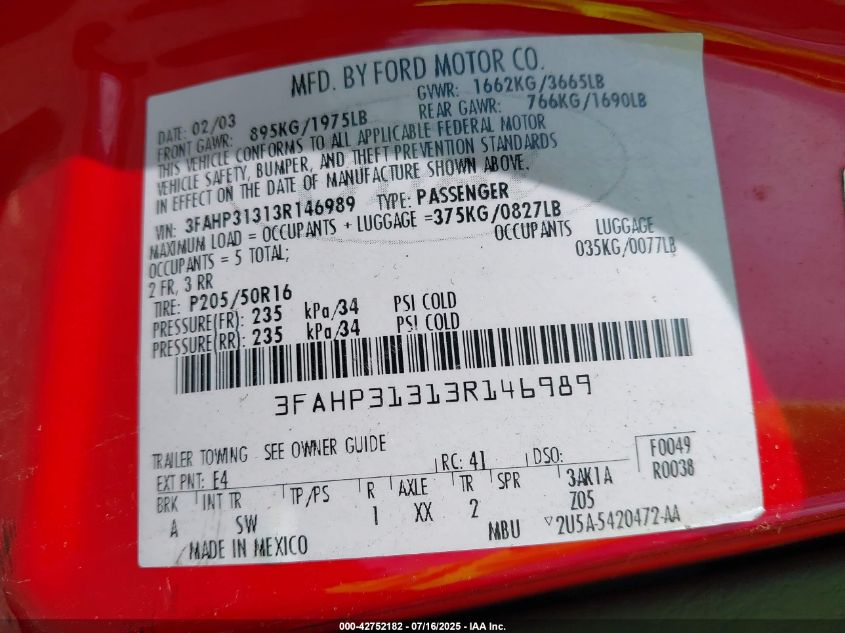 MFD. BY FORD MOTOR CO.
DATE: 02/03 GVWR: 1662KG/3665LB
FRONT GAWR: 895KG/1975LB REAR GAWR: 766KG/1690LB
THIS VEHICLE CONFORMS TO ALL APPLICABLE FEDERAL MOTOR
VEHICLE SAFETY, BUMPER, AND THEFT PREVENTION STANDARDS
IN EFFECT ON THE DATE OF MANUFACTURE SHOWN ABOVE.
VIN: 3FAHP31313R146989 TYPE: PASSENGER
MAXIMUM LOAD = OCCUPANTS + LUGGAGE =375KG/0827LB
OCCUPANTS = 5 TOTAL; OCCUPANTS LUGGAGE
2 FR, 3 RR 035KG/0077LB
TIRE: P205/50R16
PRESSURE(FR): 235 kPa/34 PSI COLD
PRESSURE(RR): 235 kPa/34 PSI COLD
3FAHP31313R146989
TRAILER TOWING - SEE OWNER GUIDE
EXT PNT: E4 RC: 41 DSO: F0049
R0038
BRK INT TR TP/PS R AXLE TR SPR 3AK1A
A SW 1 XX 2 Z05
MADE IN MEXICO MBU 2U5A-5420472-AA
000-42752182 - 07/16/2025 - IAA Inc.